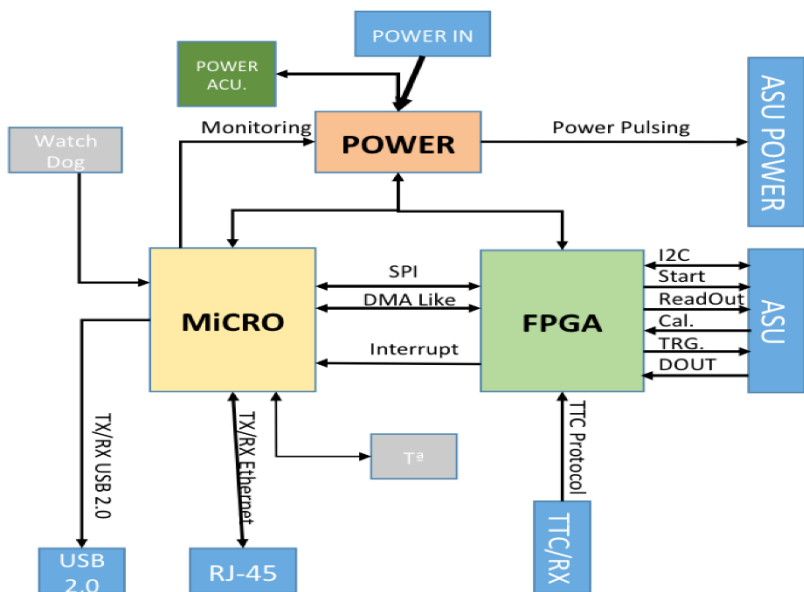 POWER IN
POWER
ACU.
ASU POWER
Watch
Dog
Monitoring
POWER
Power Pulsing
MiCRO
SPI
DMA Like
Interrupt
FPGA
I2C
Start
ReadOut
Cal.
TRG.
DOUT
ASU
TX/RX USB 2.0
TX/RX Ethernet
Tª
TTC Protocol
USB
2.0
RJ-45
TTC/RX